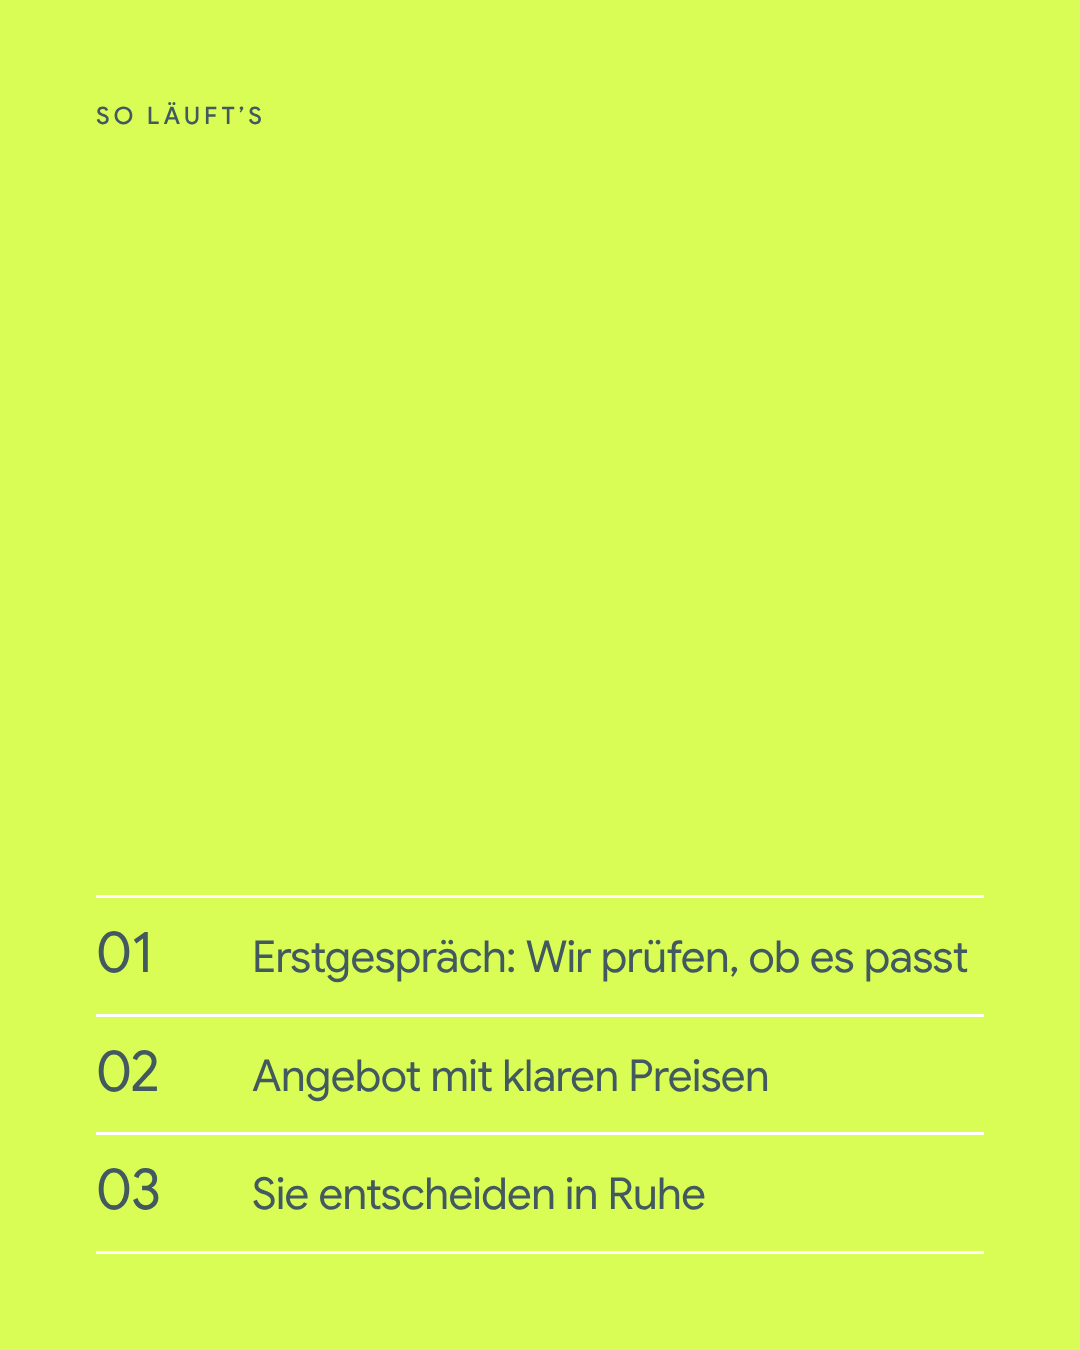 SO LÄUFT’S
01 Erstgespräch: Wir prüfen, ob es passt
02 Angebot mit klaren Preisen
03 Sie entscheiden in Ruhe